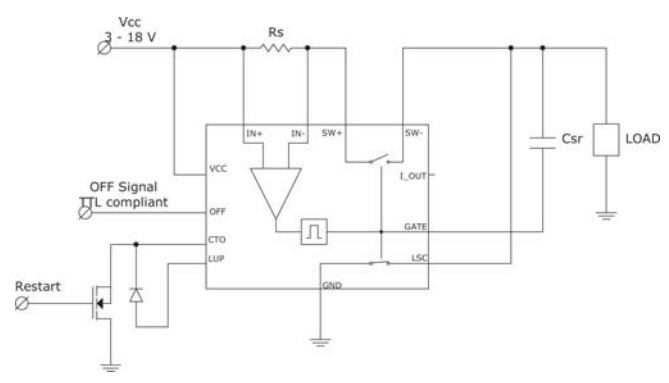 Vcc
3 - 18 V
Rs
IN+
IN-
SW+
SW-
Csr
LOAD
VCC
I_OUT
OFF Signal
TTL compliant
OFF
GATE
CTO
LUP
LSC
Restart
GND